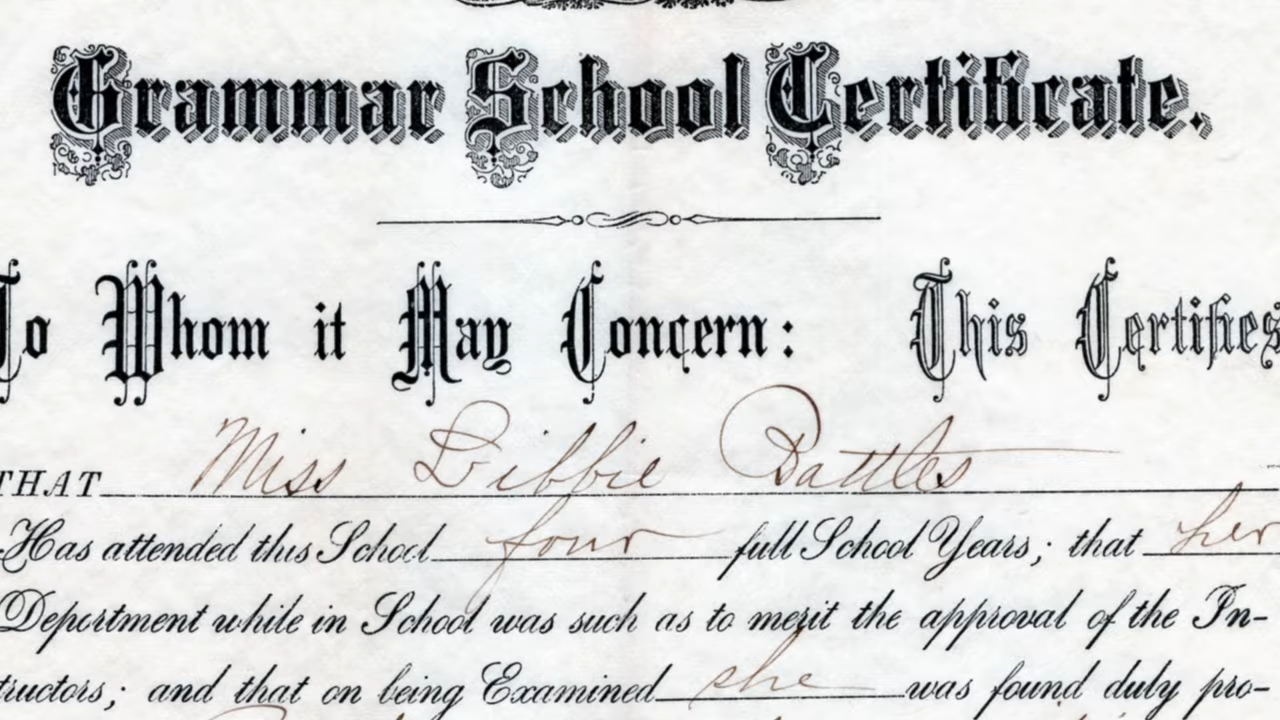 Grammar School Certificate.
To Whom it May Concern: This Certifies
THAT Miss Libbie Battles
Has attended this School four full School Years; that her
Deportment while in School was such as to merit the approval of the In-
tructors; and that on being Examined she was found duly pro-